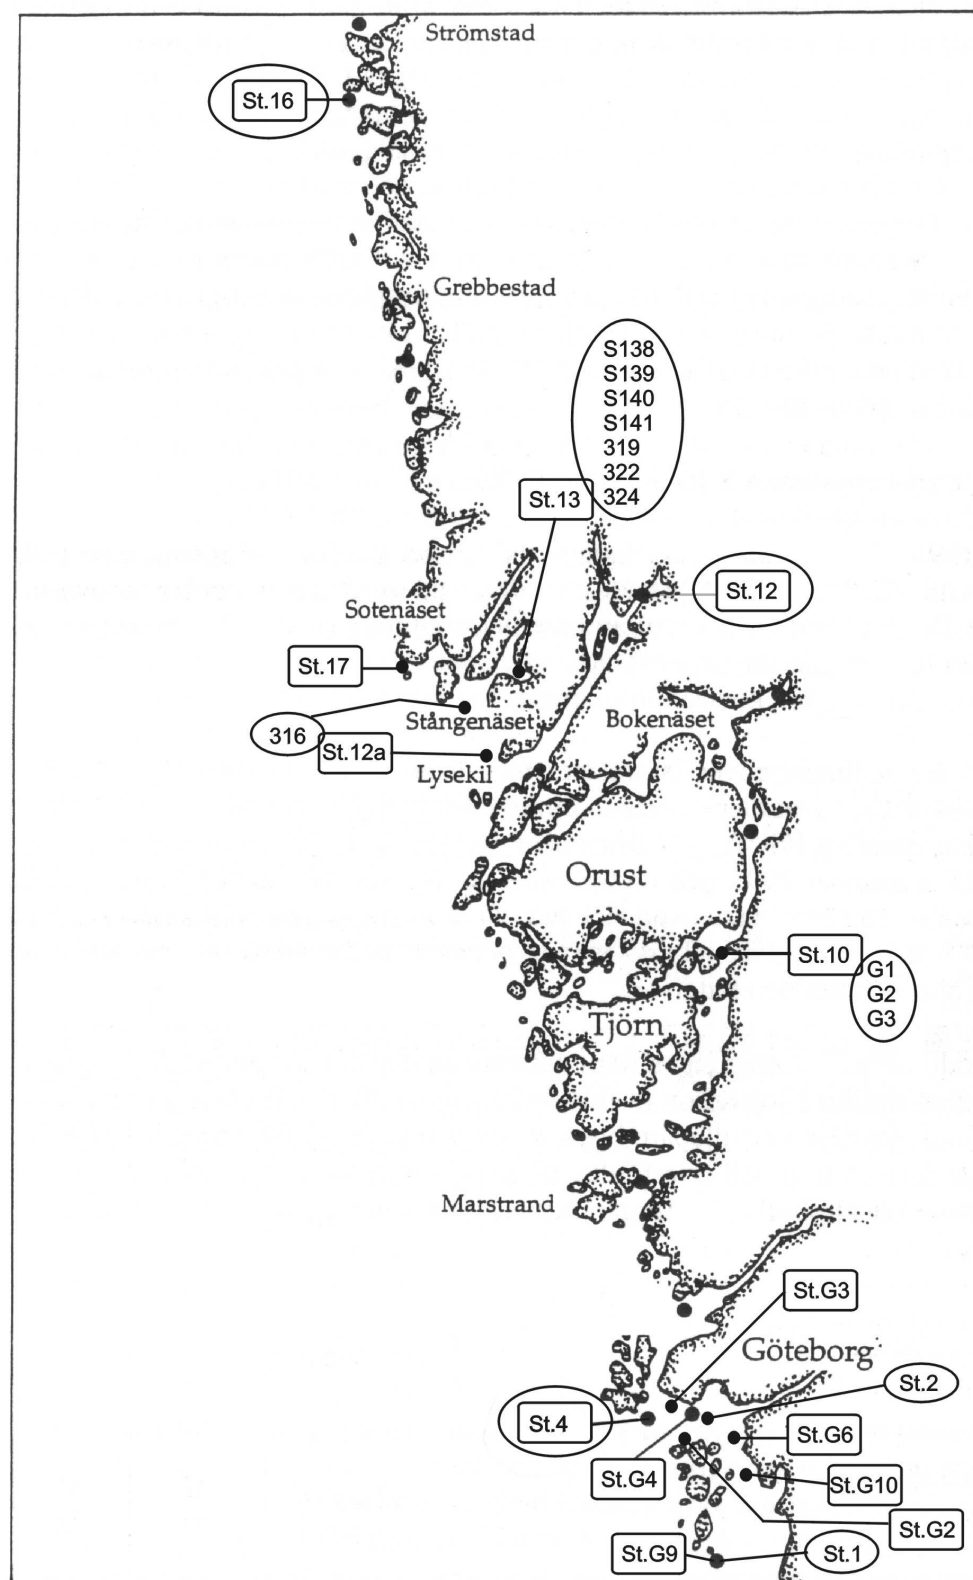 Strömstad
St.16
Grebbestad
S138
S139
S140
S141
319
322
324
St.13
St.12
Sotenäset
St.17
Stångenäset
Bokenäset
316
St.12a
Lysekil
Orust
St.10
G1
G2
G3
Tjörn
Marstrand
St.G3
Göteborg
St.2
St.4
St.G6
St.G4
St.G10
St.G2
St.G9
St.1